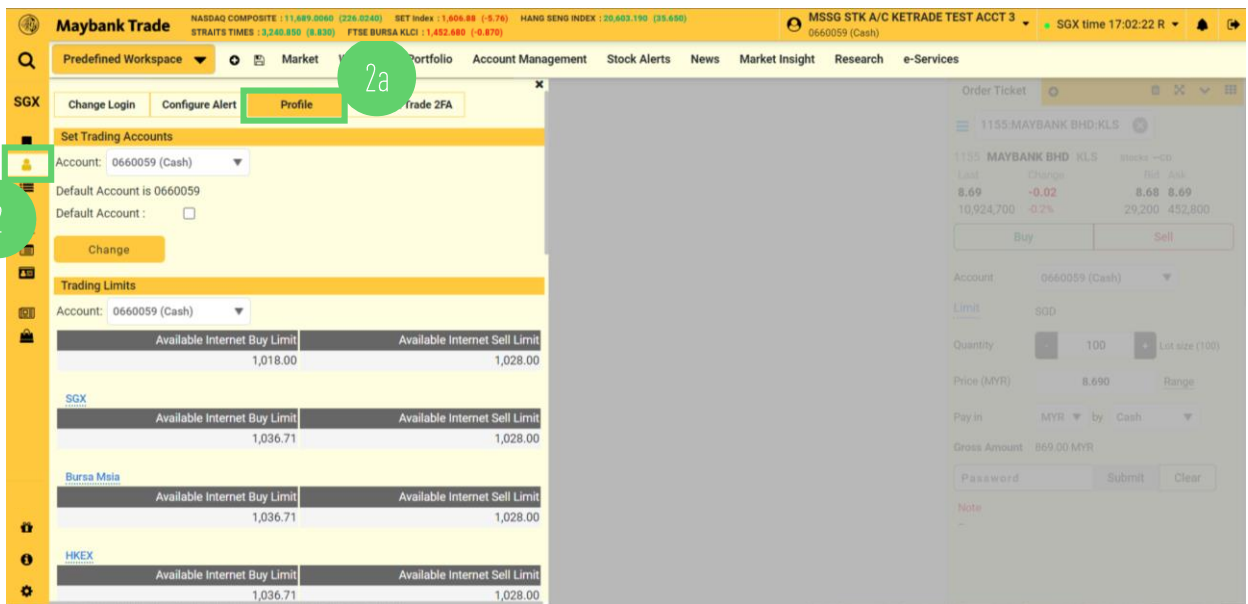 Maybank Trade
NASDAQ COMPOSITE : 11,689.0060 (226.0240) SET Index : 1,606.88 (-5.76) HANG SENG INDEX : 20,603.190 (35.650)
STRAITS TIMES : 3,240.850 (8.830) FTSE BURSA KLCI : 1,452.680 (-0.870)
MSSG STK A/C KETRADE TEST ACCT 3
0660059 (Cash)
SGX time 17:02:22 R
Predefined Workspace Market Portfolio Account Management Stock Alerts News Market Insight Research e-Services
2a
SGX
Change Login Configure Alert Profile Trade 2FA
Set Trading Accounts
Account: 0660059 (Cash)
Default Account is 0660059
Default Account :
Change
Trading Limits
Account: 0660059 (Cash)
Available Internet Buy Limit Available Internet Sell Limit
1,018.00 1,028.00
SGX
Available Internet Buy Limit Available Internet Sell Limit
1,036.71 1,028.00
Bursa Msia
Available Internet Buy Limit Available Internet Sell Limit
1,036.71 1,028.00
HKEX
Available Internet Buy Limit Available Internet Sell Limit
1,036.71 1,028.00
Order Ticket
1155:MAYBANK BHD:KLS
1155 MAYBANK BHD KLS
Last Change Bid Ask
8.69 -0.02 8.68 8.69
10,924,700 -0.2% 29,200 452,800
Buy Sell
Account 0660059 (Cash)
Limit SGD
Quantity - 100 + Lot size (100)
Price (MYR) 8.690 Range
Pay in MYR by Cash
Gross Amount 869.00 MYR
Password Submit Clear
Note
--